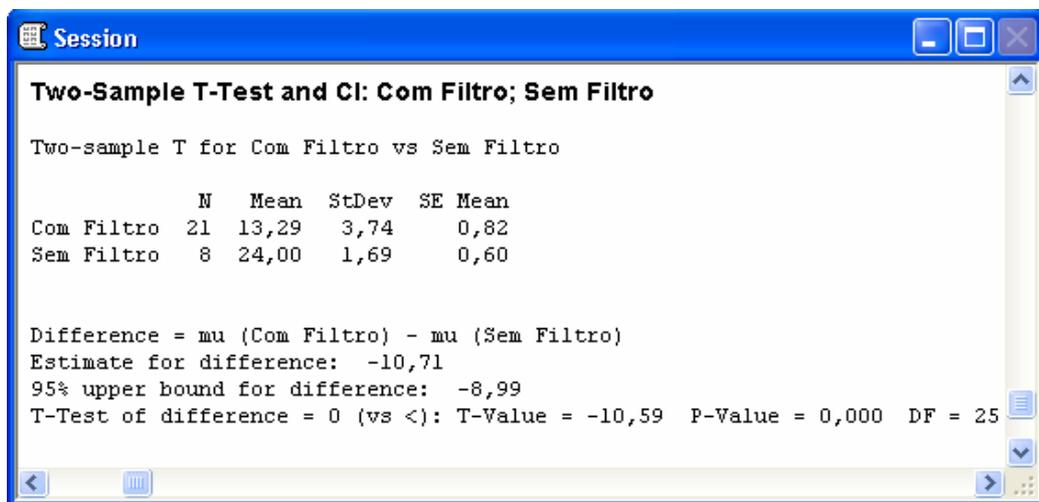 Session
Two-Sample T-Test and CI: Com Filtro; Sem Filtro
Two-sample T for Com Filtro vs Sem Filtro
N Mean StDev SE Mean
Com Filtro 21 13,29 3,74 0,82
Sem Filtro 8 24,00 1,69 0,60
Difference = mu (Com Filtro) - mu (Sem Filtro)
Estimate for difference: -10,71
95% upper bound for difference: -8,99
T-Test of difference = 0 (vs <): T-Value = -10,59 P-Value = 0,000 DF = 25